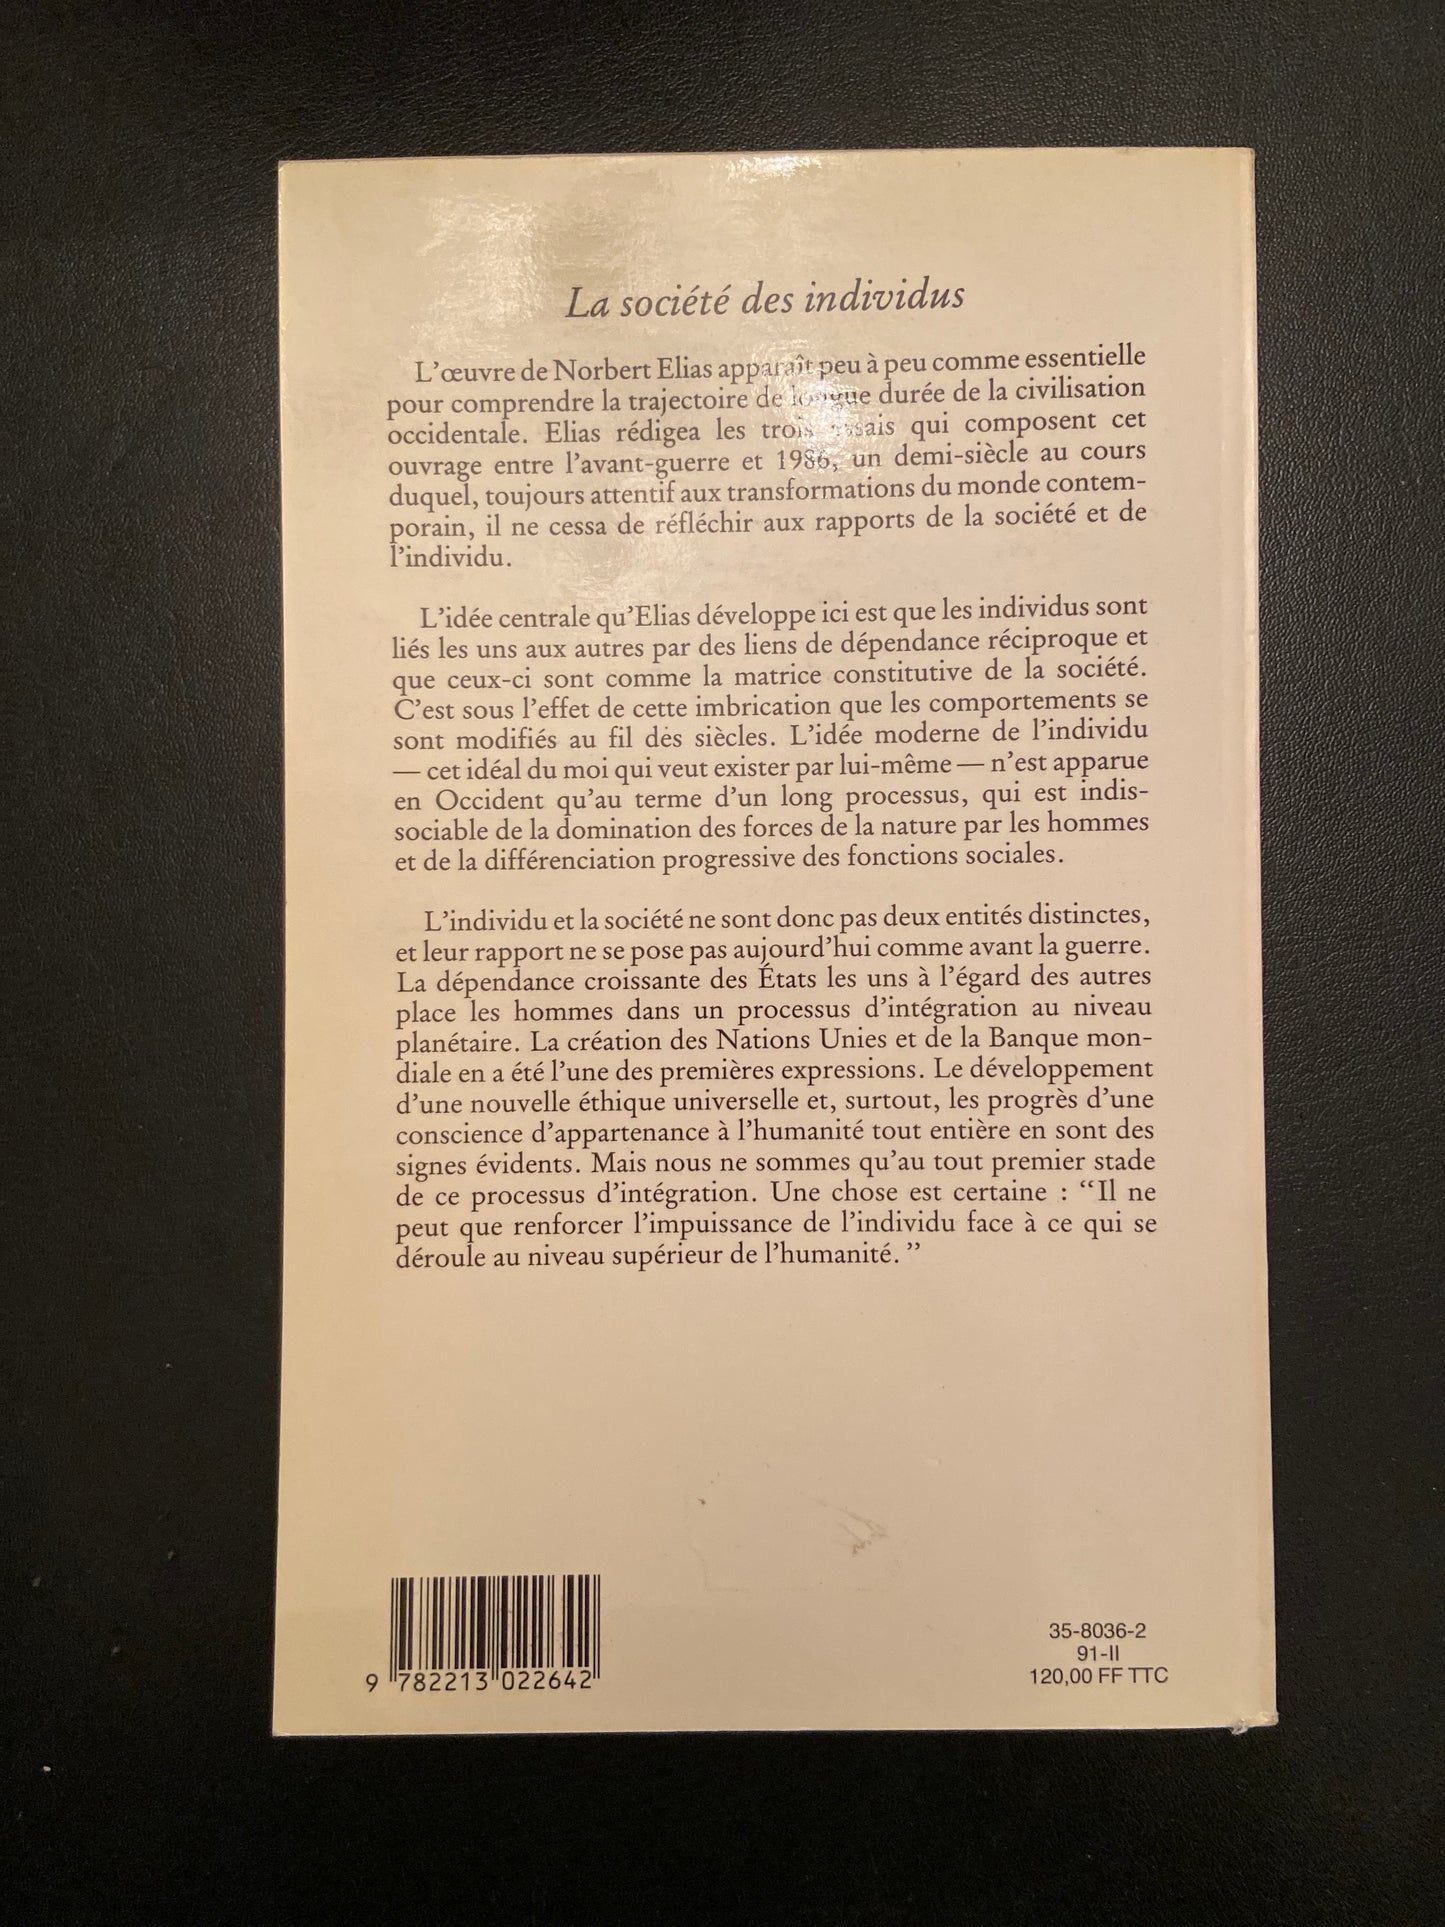 La société des individus
L'œuvre de Norbert Elias apparaît peu à peu comme essentielle
pour comprendre la trajectoire de longue durée de la civilisation
occidentale. Elias rédigea les trois essais qui composent cet
ouvrage entre l'avant-guerre et 1986, un demi-siècle au cours
duquel, toujours attentif aux transformations du monde contem-
porain, il ne cessa de réfléchir aux rapports de la société et de
l'individu.
L'idée centrale qu'Elias développe ici est que les individus sont
liés les uns aux autres par des liens de dépendance réciproque et
que ceux-ci sont comme la matrice constitutive de la société.
C'est sous l'effet de cette imbrication que les comportements se
sont modifiés au fil des siècles. L'idée moderne de l'individu
— cet idéal du moi qui veut exister par lui-même — n'est apparue
en Occident qu'au terme d'un long processus, qui est indis-
sociable de la domination des forces de la nature par les hommes
et de la différenciation progressive des fonctions sociales.
L'individu et la société ne sont donc pas deux entités distinctes,
et leur rapport ne se pose pas aujourd'hui comme avant la guerre.
La dépendance croissante des États les uns à l'égard des autres
place les hommes dans un processus d'intégration au niveau
planétaire. La création des Nations Unies et de la Banque mon-
diale en a été l'une des premières expressions. Le développement
d'une nouvelle éthique universelle et, surtout, les progrès d'une
conscience d'appartenance à l'humanité tout entière en sont des
signes évidents. Mais nous ne sommes qu'au tout premier stade
de ce processus d'intégration. Une chose est certaine : “Il ne
peut que renforcer l'impuissance de l'individu face à ce qui se
déroule au niveau supérieur de l'humanité.”
9 782213 022642
35-8036-2
91-II
120,00 FF TTC